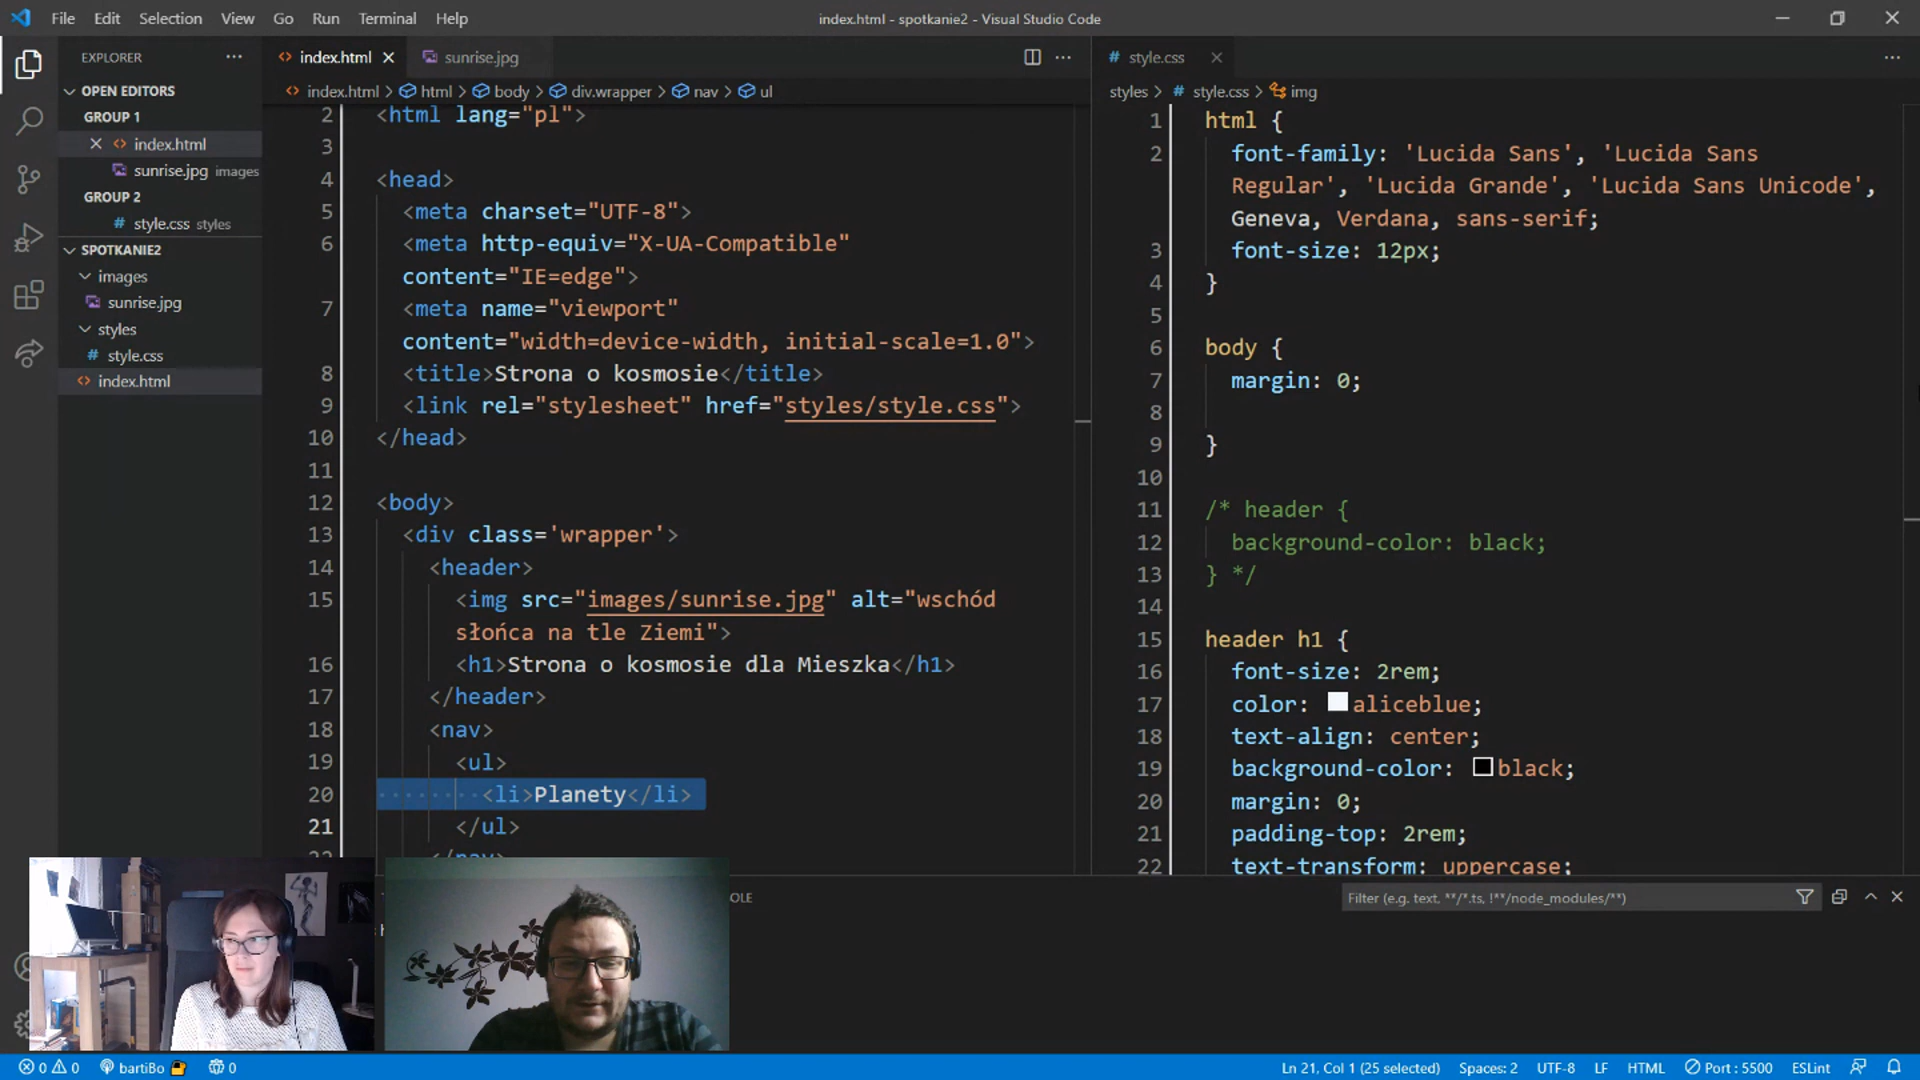 File Edit Selection View Go Run Terminal Help
index.html - spotkanie2 - Visual Studio Code
EXPLORER
OPEN EDITORS
GROUP 1
index.html
sunrise.jpg images
GROUP 2
style.css styles
SPOTKANIE2
images
sunrise.jpg
styles
style.css
index.html
index.html
sunrise.jpg
index.html > html > body > div.wrapper > nav > ul
2 <html lang="pl">
3
4 <head>
5 <meta charset="UTF-8">
6 <meta http-equiv="X-UA-Compatible"
content="IE=edge">
7 <meta name="viewport"
content="width=device-width, initial-scale=1.0">
8 <title>Strona o kosmosie</title>
9 <link rel="stylesheet" href="styles/style.css">
10 </head>
11
12 <body>
13 <div class='wrapper'>
14 <header>
15 <img src="images/sunrise.jpg" alt="wschód
słońca na tle Ziemi">
16 <h1>Strona o kosmosie dla Mieszka</h1>
17 </header>
18 <nav>
19 <ul>
20 <li>Planety</li>
21 </ul>
style.css
styles > style.css > img
1 html {
2 font-family: 'Lucida Sans', 'Lucida Sans
Regular', 'Lucida Grande', 'Lucida Sans Unicode',
Geneva, Verdana, sans-serif;
3 font-size: 12px;
4 }
5
6 body {
7 margin: 0;
8
9 }
10
11 /* header {
12 background-color: black;
13 } */
14
15 header h1 {
16 font-size: 2rem;
17 color: aliceblue;
18 text-align: center;
19 background-color: black;
20 margin: 0;
21 padding-top: 2rem;
22 text-transform: uppercase;
OLE
Filter (e.g. text, **/*.ts, !**/node_modules/**)
0 0 bartiBo 0
Ln 21, Col 1 (25 selected) Spaces: 2 UTF-8 LF HTML Port : 5500 ESLint